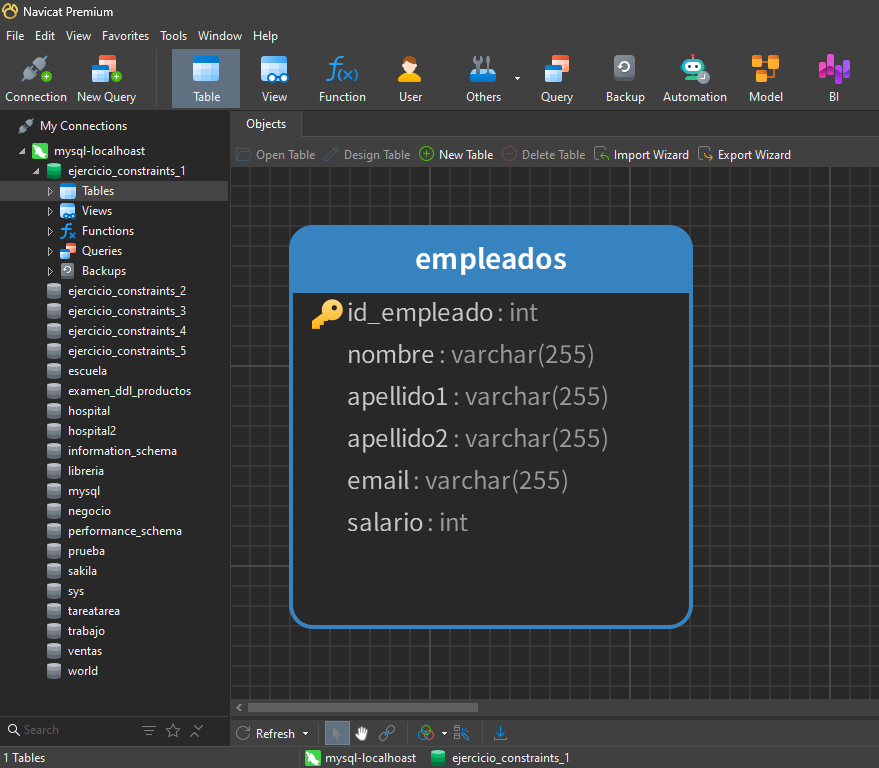 Navicat Premium
File Edit View Favorites Tools Window Help
Connection New Query Table View Function User Others Query Backup Automation Model BI
My Connections
mysql-localhoast
ejercicio_constraints_1
Tables
Views
Functions
Queries
Backups
ejercicio_constraints_2
ejercicio_constraints_3
ejercicio_constraints_4
ejercicio_constraints_5
escuela
examen_ddl_productos
hospital
hospital2
information_schema
libreria
mysql
negocio
performance_schema
prueba
sakila
sys
tareatarea
trabajo
ventas
world
Search
Objects
Open Table Design Table New Table Delete Table Import Wizard Export Wizard
empleados
id_empleado : int
nombre : varchar(255)
apellido1 : varchar(255)
apellido2 : varchar(255)
email : varchar(255)
salario : int
Refresh
1 Tables mysql-localhoast ejercicio_constraints_1